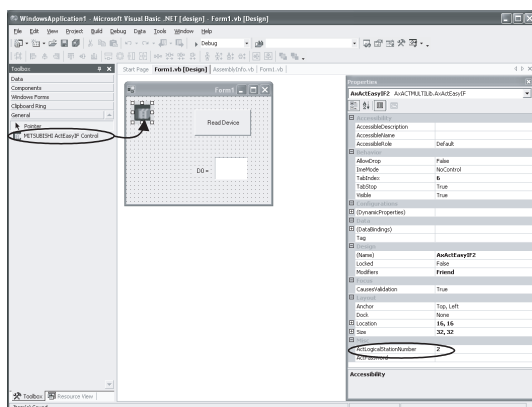 WindowsApplication1 - Microsoft Visual Basic .NET [design] - Form1.vb [Design]
File Edit View Project Build Debug Data Tools Window Help
Debug
Toolbox
Start Page Form1.vb [Design] AssemblyInfo.vb Form1.vb
Data
Components
Windows Forms
Clipboard Ring
General
Pointer
MITSUBISHI ActEasyIF Control
Form1
Read Device
D0 =
Properties
AxActEasyIF2 AxACTMULTILib.AxActEasyIF
Accessibility
AccessibleDescription
AccessibleName
AccessibleRole Default
Behavior
AllowDrop False
ImeMode NoControl
TabIndex 6
TabStop True
Visible True
Configurations
(DynamicProperties)
Data
(DataBindings)
Tag
Design
(Name) AxActEasyIF2
Locked False
Modifiers Friend
Focus
CausesValidation True
Layout
Anchor Top, Left
Dock None
Location 16, 16
Size 32, 32
Misc
ActLogicalStationNumber 2
ActPassword
Accessibility
Toolbox Resource View
Item(s) Saved